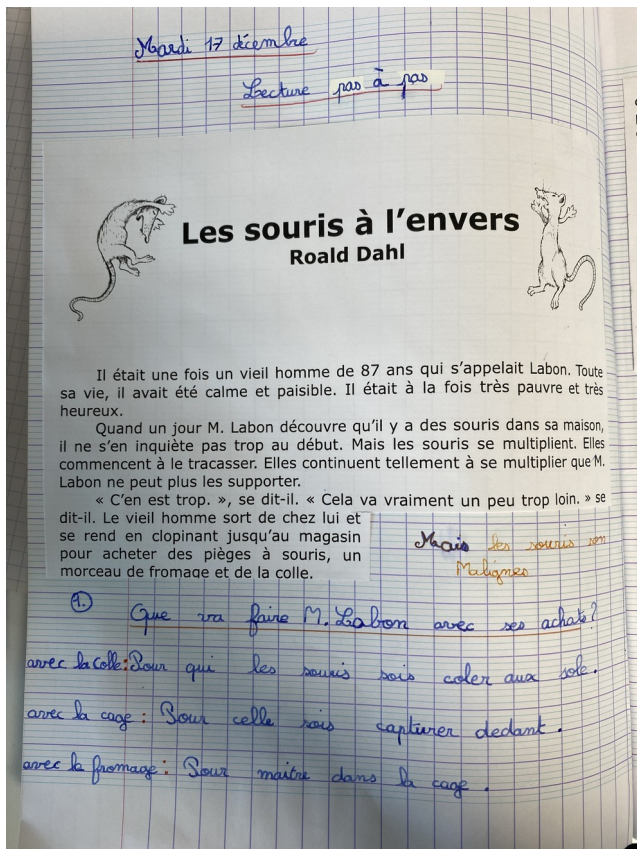 Mardi 17 décembre
Lecture pas à pas
Les souris à l'envers
Roald Dahl
Il était une fois un vieil homme de 87 ans qui s'appelait Labon. Toute
sa vie, il avait été calme et paisible. Il était à la fois très pauvre et très
heureux.
Quand un jour M. Labon découvre qu'il y a des souris dans sa maison,
il ne s'en inquiète pas trop au début. Mais les souris se multiplient. Elles
commencent à le tracasser. Elles continuent tellement à se multiplier que M.
Labon ne peut plus les supporter.
« C'en est trop. », se dit-il. « Cela va vraiment un peu trop loin. » se
dit-il. Le vieil homme sort de chez lui et
se rend en clopinant jusqu'au magasin
pour acheter des pièges à souris, un
morceau de fromage et de la colle.
Mais les souris son
Malignes
1. Que va faire M. Labon avec ses achats?
avec la colle: Pour qui les souris sois coler aux sole.
avec la cage : Pour celle sois capturer dedant.
avec la fromage: Pour maitre dans la cage.